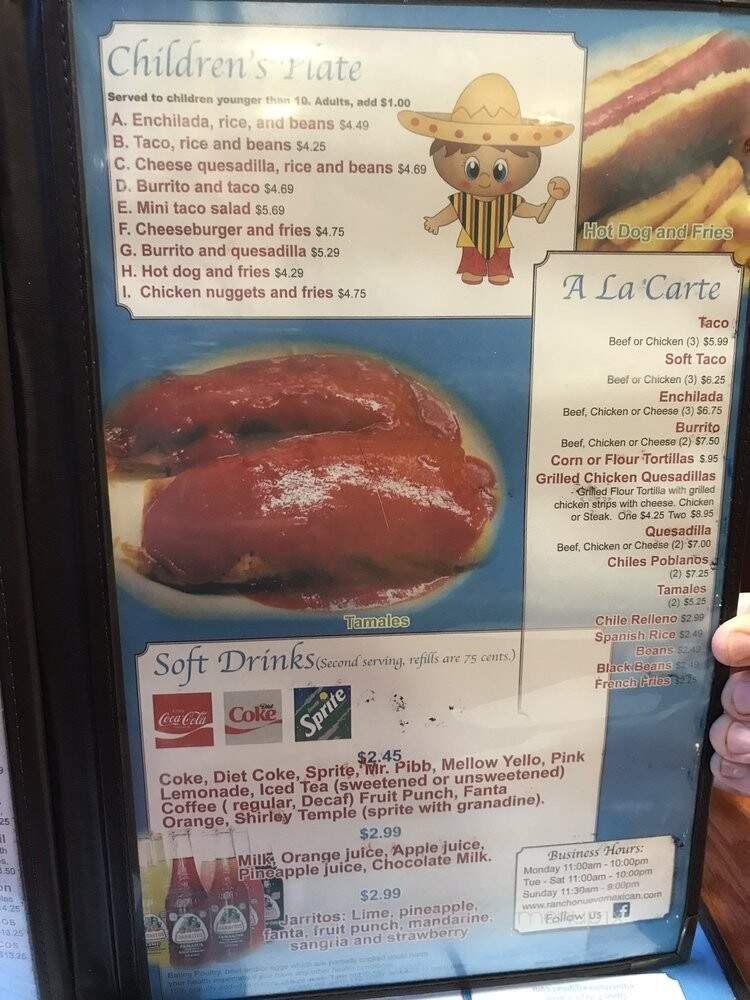 Children's Plate
Served to children younger than 10. Adults, add $1.00
A. Enchilada, rice, and beans $4.49
B. Taco, rice and beans $4.25
C. Cheese quesadilla, rice and beans $4.69
D. Burrito and taco $4.69
E. Mini taco salad $5.69
F. Cheeseburger and fries $4.75
G. Burrito and quesadilla $5.29
H. Hot dog and fries $4.29
I. Chicken nuggets and fries $4.75
Hot Dog and Fries
A La Carte
Taco
Beef or Chicken (3) $5.99
Soft Taco
Beef or Chicken (3) $6.25
Enchilada
Beef, Chicken or Cheese (3) $6.75
Burrito
Beef, Chicken or Cheese (2) $7.50
Corn or Flour Tortillas $.95
Grilled Chicken Quesadillas
Grilled Flour Tortilla with grilled
chicken strips with cheese. Chicken
or Steak. One $4.25 Two $8.95
Quesadilla
Beef, Chicken or Cheese (2) $7.00
Chiles Poblanos
(2) $7.25
Tamales
(2) $5.25
Chile Relleno $2.99
Spanish Rice $2.49
Beans $2.49
Black Beans $2.49
French Fries $2.25
Tamales
Soft Drinks (Second serving, refills are 75 cents.)
Coca-Cola
Diet
Coke
Sprite
$2.45
Coke, Diet Coke, Sprite, Mr. Pibb, Mellow Yello, Pink
Lemonade, Iced Tea (sweetened or unsweetened)
Coffee ( regular, Decaf) Fruit Punch, Fanta
Orange, Shirley Temple (sprite with granadine).
$2.99
Milk, Orange juice, Apple juice,
Pineapple juice, Chocolate Milk.
$2.99
Jarritos: Lime, pineapple,
fanta, fruit punch, mandarine,
sangria and strawberry
Business Hours:
Monday 11:00am - 10:00pm
Tue - Sat 11:00am - 10:00pm
Sunday 11:30am - 9:00pm
www.ranchonuevomexican.com
Follow US f